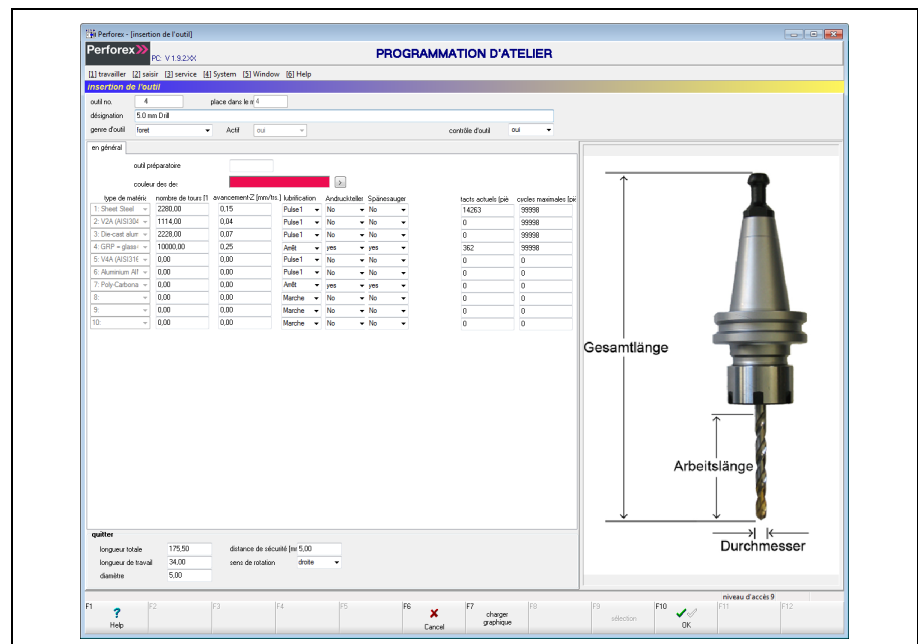 Perforex - [insertion de l'outil]
Perforex PC: V 1.9.2XX PROGRAMMATION D'ATELIER
[1] travailler [2] saisir [3] service [4] System [5] Window [6] Help
insertion de l'outil
outil no. 4 place dans le m 4
désignation 5.0 mm Drill
genre d'outil foret Actif oui contrôle d'outil oui
en général
outil préparatoire
couleur des des
type de matériè nombre de tours [1 avancement-Z [mm/trs.] lubrification Andruckteller Spänesauger tacts actuels [piè cycles maximales [piè
1: Sheet Steel 2280,00 0,15 Pulse1 No No 14263 99998
2: V2A (AISI304 1114,00 0,04 Pulse1 No No 0 99998
3: Die-cast alum 2228,00 0,07 Pulse1 No No 0 99998
4: GRP = glass- 10000,00 0,25 Arrêt yes yes 362 99998
5: V4A (AISI316 0,00 0,00 Pulse1 No No 0 0
6: Aluminium Alf 0,00 0,00 Pulse1 No No 0 0
7: Poly-Carbona 0,00 0,00 Arrêt yes yes 0 0
8: 0,00 0,00 Marche No No 0 0
9: 0,00 0,00 Marche No No 0 0
10: 0,00 0,00 Marche No No 0 0
Gesamtlänge
Arbeitslänge
Durchmesser
quitter
longueur totale 175,50 distance de sécurité [mr 5,00
longueur de travail 34,00 sens de rotation droite
diamètre 5,00
niveau d'accès 9
F1 Help F2 F3 F4 F5 F6 Cancel F7 charger graphique F8 F9 sélection F10 OK F11 F12